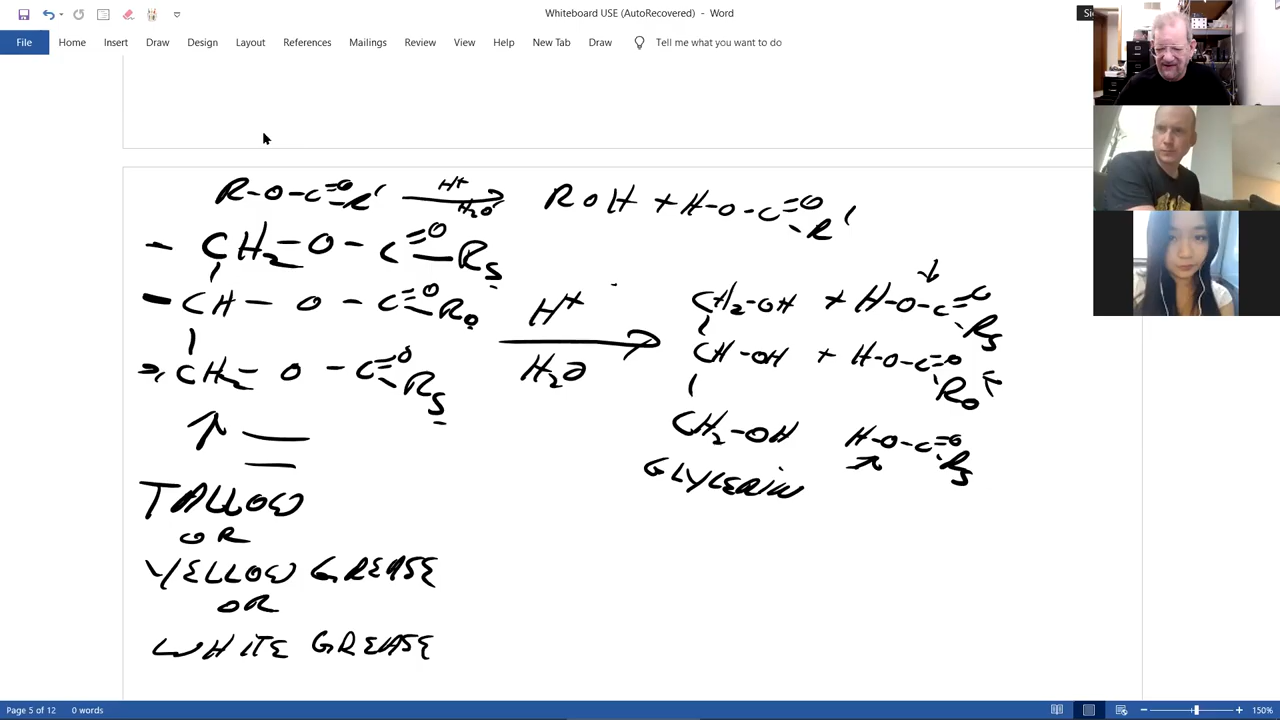 Whiteboard USE (AutoRecovered) - Word
File Home Insert Draw Design Layout References Mailings Review View Help New Tab Draw Tell me what you want to do
R-O-C=O-R' H+ H2O ROH + H-O-C=O-R'
CH2-O-C=O-Rs
CH-O-C=O-Ro H+ CH2-OH + H-O-C=O-Rs
CH2-O-C=O-Rs H2O CH-OH + H-O-C=O-Ro
CH2-OH H-O-C=O-Rs
GLYCERIN
TALLOW
OR
YELLOW GREASE
OR
WHITE GREASE
Page 5 of 12 0 words 150%